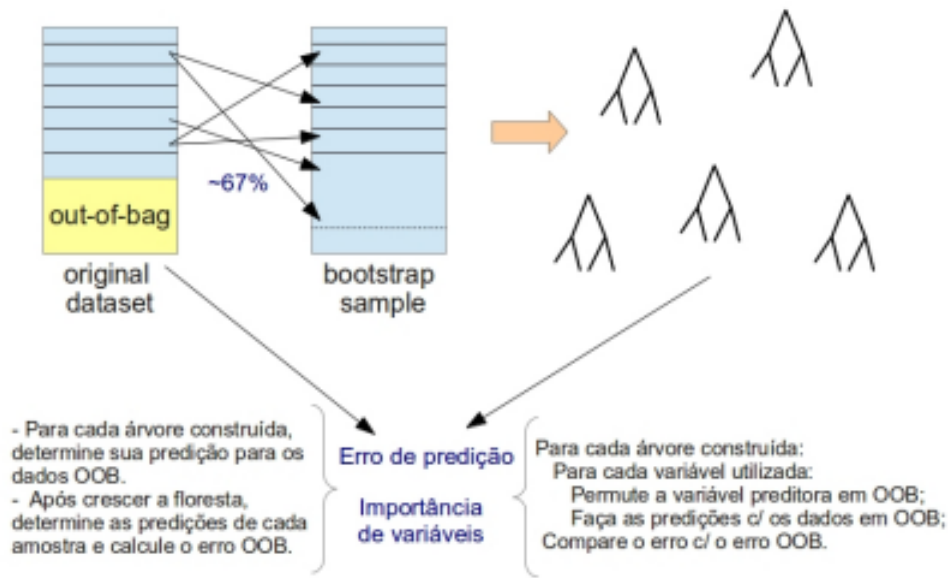 ~67%
out-of-bag
original
dataset
bootstrap
sample
- Para cada árvore construída,
determine sua predição para os
dados OOB.
- Após crescer a floresta,
determine as predições de cada
amostra e calcule o erro OOB.
Erro de predição
Importância
de variáveis
Para cada árvore construída:
Para cada variável utilizada:
Permute a variável preditora em OOB;
Faça as predições c/ os dados em OOB;
Compare o erro c/ o erro OOB.